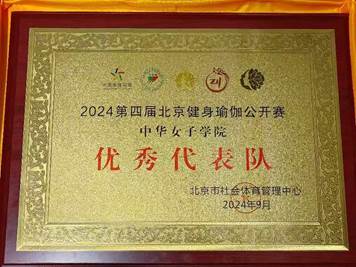 2024第四届北京健身瑜伽公开赛
中华女子学院
优秀代表队
北京市社会体育管理中心
2024年9月